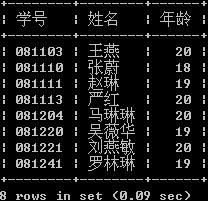 | 学号 | 姓名 | 年龄
| 081103 | 王燕 | 20
| 081110 | 张蔚 | 18
| 081111 | 赵琳 | 19
| 081113 | 严红 | 20
| 081204 | 马琳琳 | 20
| 081220 | 吴薇华 | 19
| 081221 | 刘燕敏 | 20
| 081241 | 罗林琳 | 19
8 rows in set (0.09 sec)